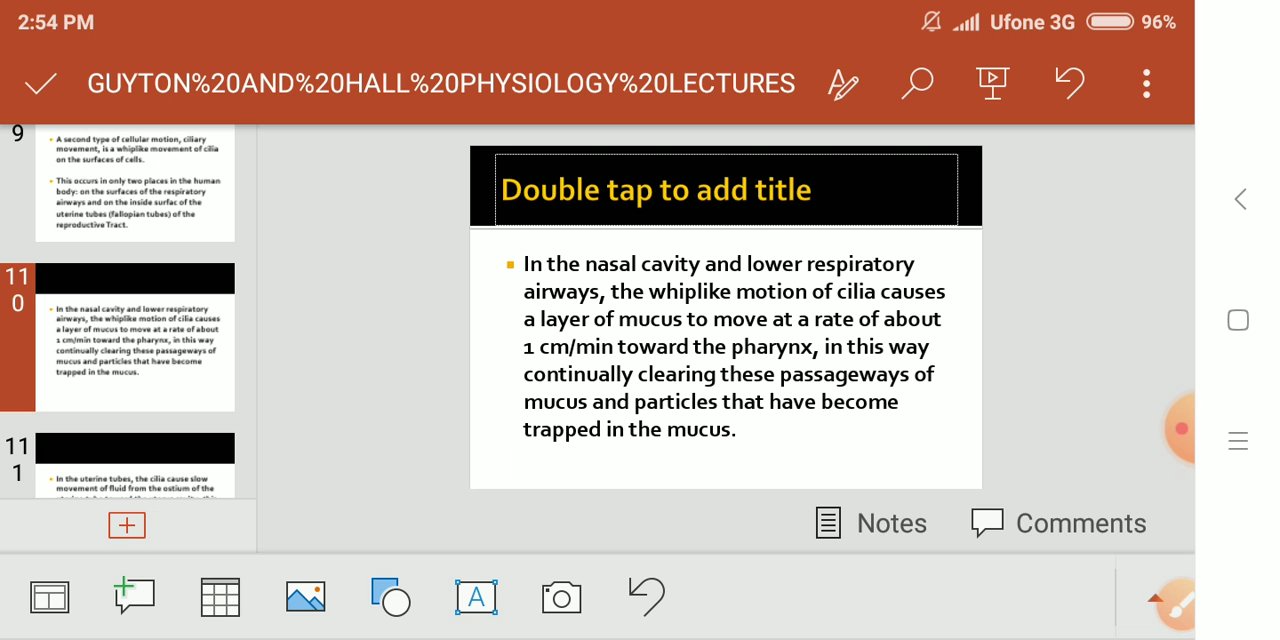 2:54 PM
Ufone 3G 96%
GUYTON%20AND%20HALL%20PHYSIOLOGY%20LECTURES
9
A second type of cellular motion, ciliary
movement, is a whiplike movement of cilia
on the surfaces of cells.
This occurs in only two places in the human
body: on the surfaces of the respiratory
airways and on the inside surfac of the
uterine tubes (fallopian tubes) of the
reproductive Tract.
11
0
In the nasal cavity and lower respiratory
airways, the whiplike motion of cilia causes
a layer of mucus to move at a rate of about
1 cm/min toward the pharynx, in this way
continually clearing these passageways of
mucus and particles that have become
trapped in the mucus.
11
1
In the uterine tubes, the cilia cause slow
movement of fluid from the ostium of the
Double tap to add title
In the nasal cavity and lower respiratory
airways, the whiplike motion of cilia causes
a layer of mucus to move at a rate of about
1 cm/min toward the pharynx, in this way
continually clearing these passageways of
mucus and particles that have become
trapped in the mucus.
Notes
Comments
A